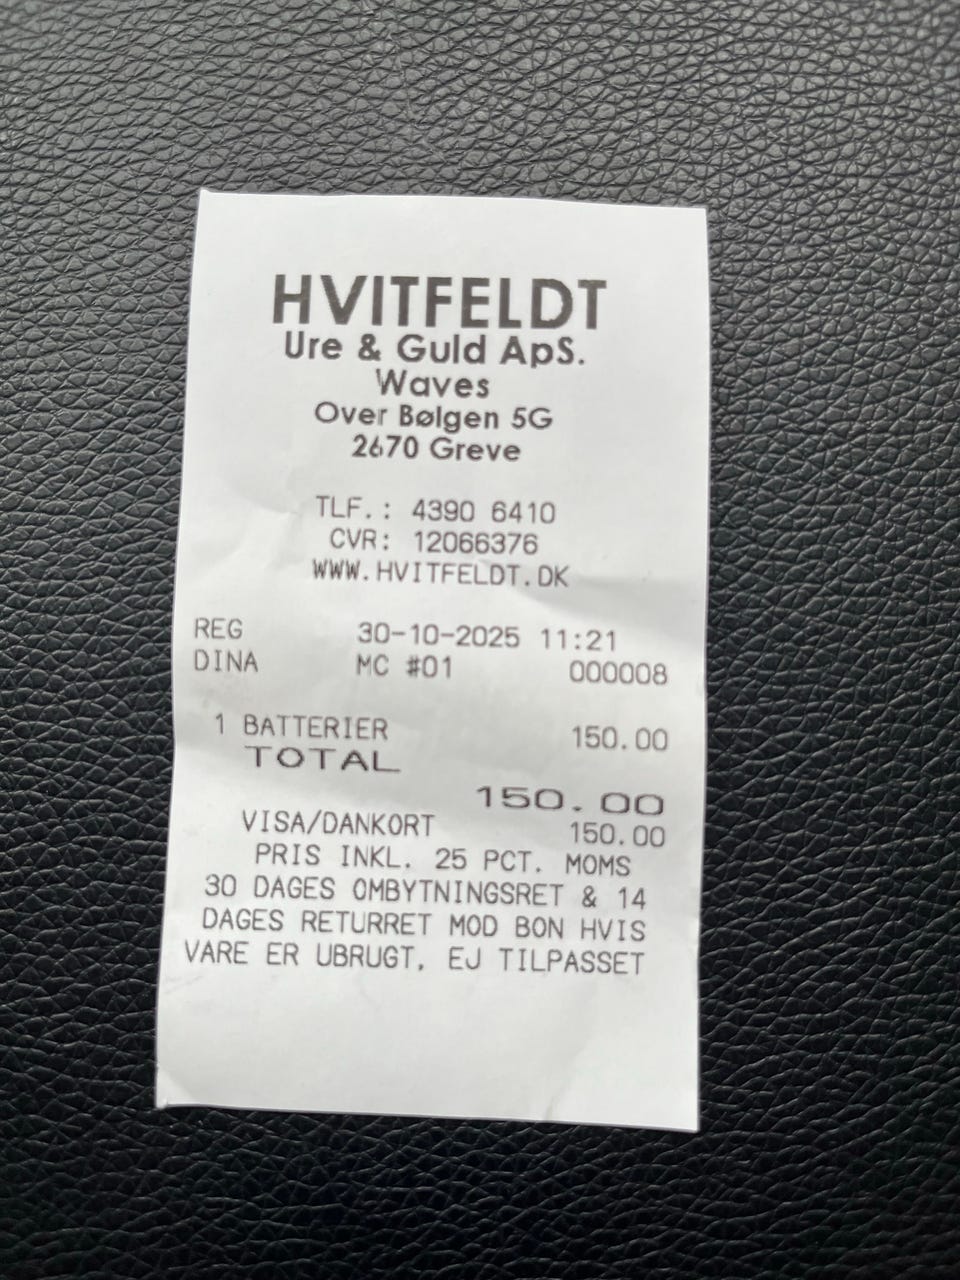 HVITFELDT
Ure & Guld ApS.
Waves
Over Bølgen 5G
2670 Greve
TLF.: 4390 6410
CVR: 12066376
WWW.HVITFELDT.DK
REG 30-10-2025 11:21
DINA MC #01 000008
1 BATTERIER 150.00
TOTAL
150.00
VISA/DANKORT 150.00
PRIS INKL. 25 PCT. MOMS
30 DAGES OMBYTNINGSRET & 14
DAGES RETURRET MOD BON HVIS
VARE ER UBRUGT, EJ TILPASSET